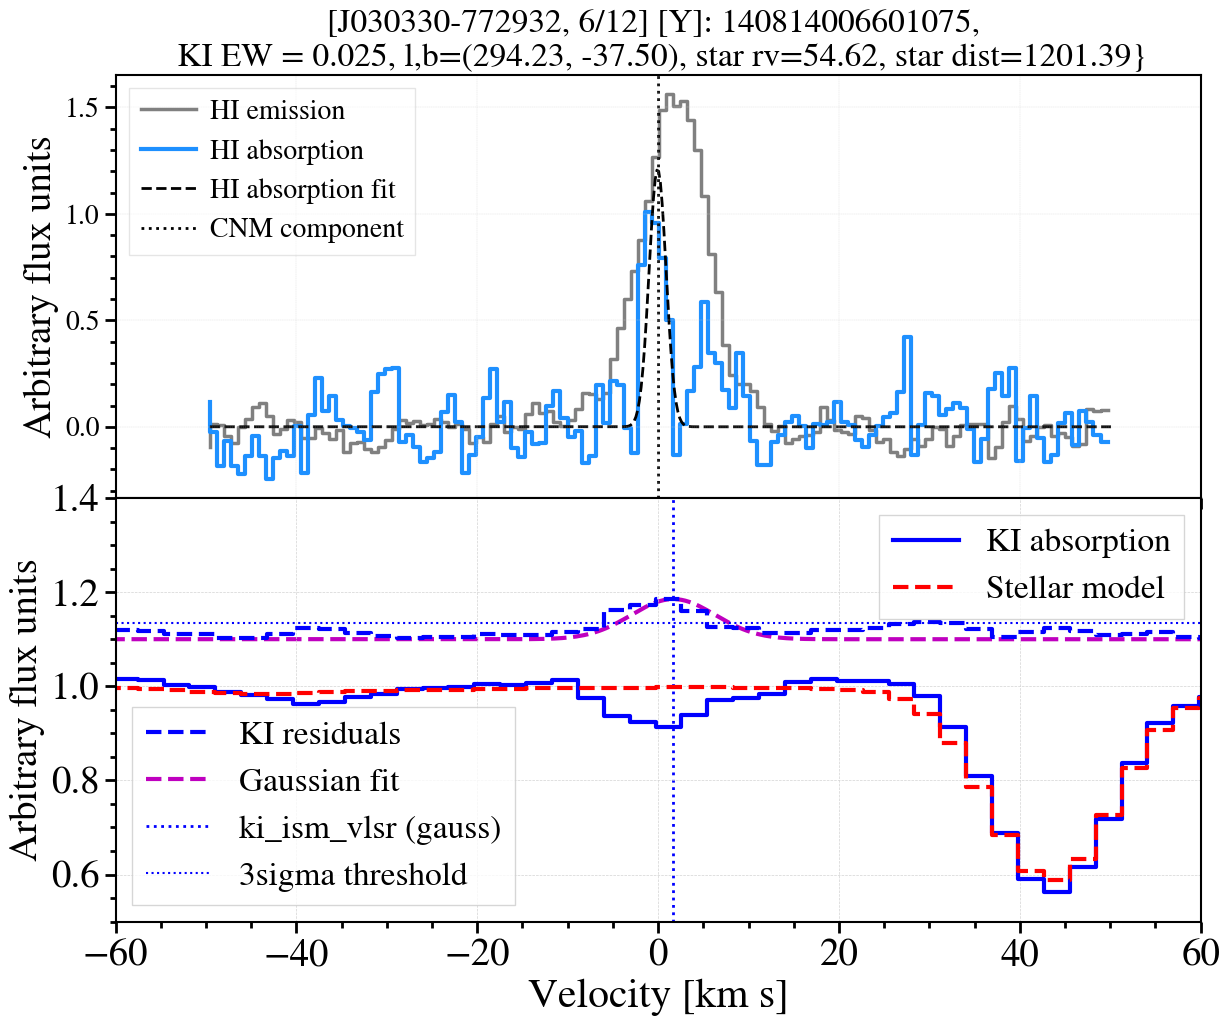 [J030330-772932, 6/12] [Y]: 140814006601075,
KI EW = 0.025, l,b=(294.23, -37.50), star rv=54.62, star dist=1201.39}
HI emission
HI absorption
HI absorption fit
CNM component
Arbitrary flux units
1.5
1.0
0.5
0.0
KI absorption
Stellar model
KI residuals
Gaussian fit
ki_ism_vlsr (gauss)
3sigma threshold
Arbitrary flux units
1.4
1.2
1.0
0.8
0.6
−60 −40 −20 0 20 40 60
Velocity [km s]